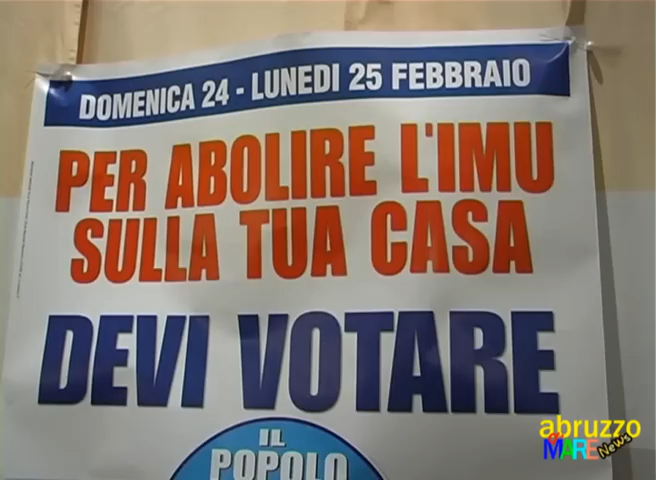 DOMENICA 24 - LUNEDI 25 FEBBRAIO
PER ABOLIRE L'IMU
SULLA TUA CASA
DEVI VOTARE
IL
POPOLO
abruzzo
MARE News